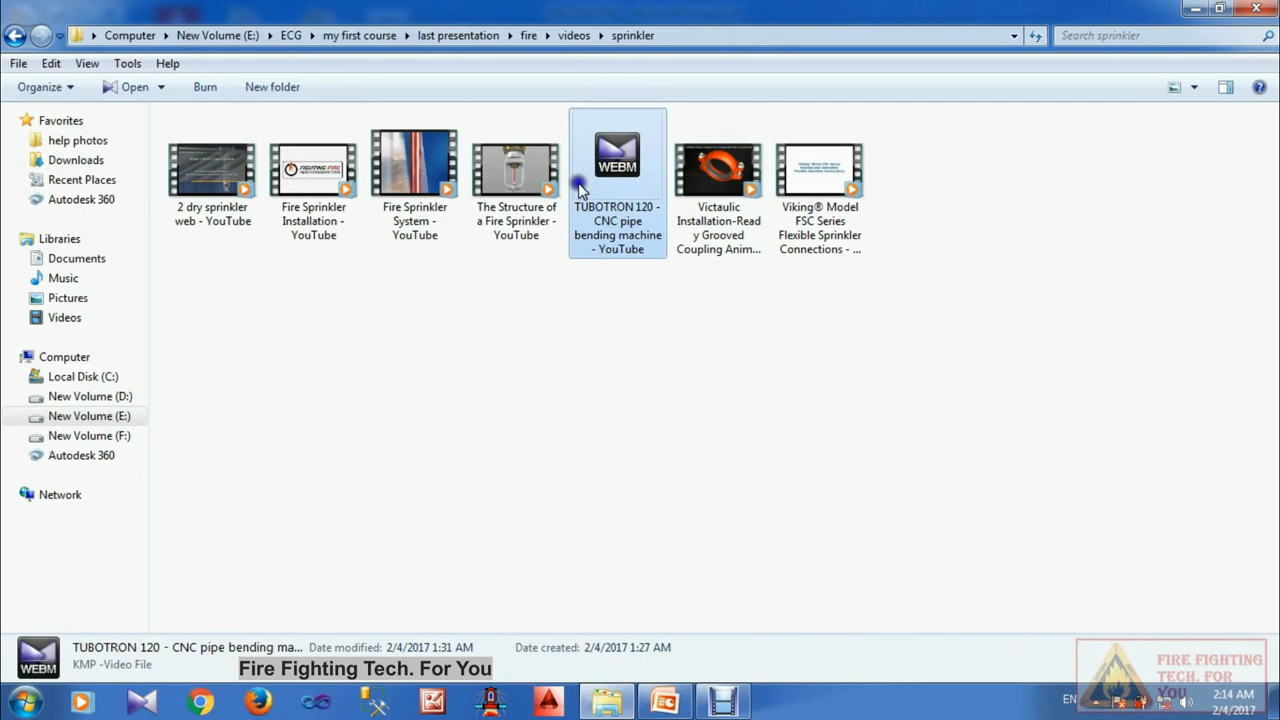 Computer ▸ New Volume (E:) ▸ ECG ▸ my first course ▸ last presentation ▸ fire ▸ videos ▸ sprinkler
Search sprinkler
File Edit View Tools Help
Organize Open Burn New folder
Favorites
help photos
Downloads
Recent Places
Autodesk 360
Libraries
Documents
Music
Pictures
Videos
Computer
Local Disk (C:)
New Volume (D:)
New Volume (E:)
New Volume (F:)
Autodesk 360
Network
2 dry sprinkler
web - YouTube
FIGHTING FIRE
Fire Sprinkler
Installation -
YouTube
Fire Sprinkler
System -
YouTube
The Structure of
a Fire Sprinkler -
YouTube
WEBM
TUBOTRON 120 -
CNC pipe
bending machine
- YouTube
Victaulic
Installation-Read
y Grooved
Coupling Anim...
Viking® Model
FSC Series
Flexible Sprinkler
Connections - ...
WEBM
TUBOTRON 120 - CNC pipe bending ma... Date modified: 2/4/2017 1:31 AM Date created: 2/4/2017 1:27 AM
KMP -Video File
Fire Fighting Tech. For You
FIRE FIGHTING
TECH. FOR
YOU
EN
2:14 AM
2/4/2017